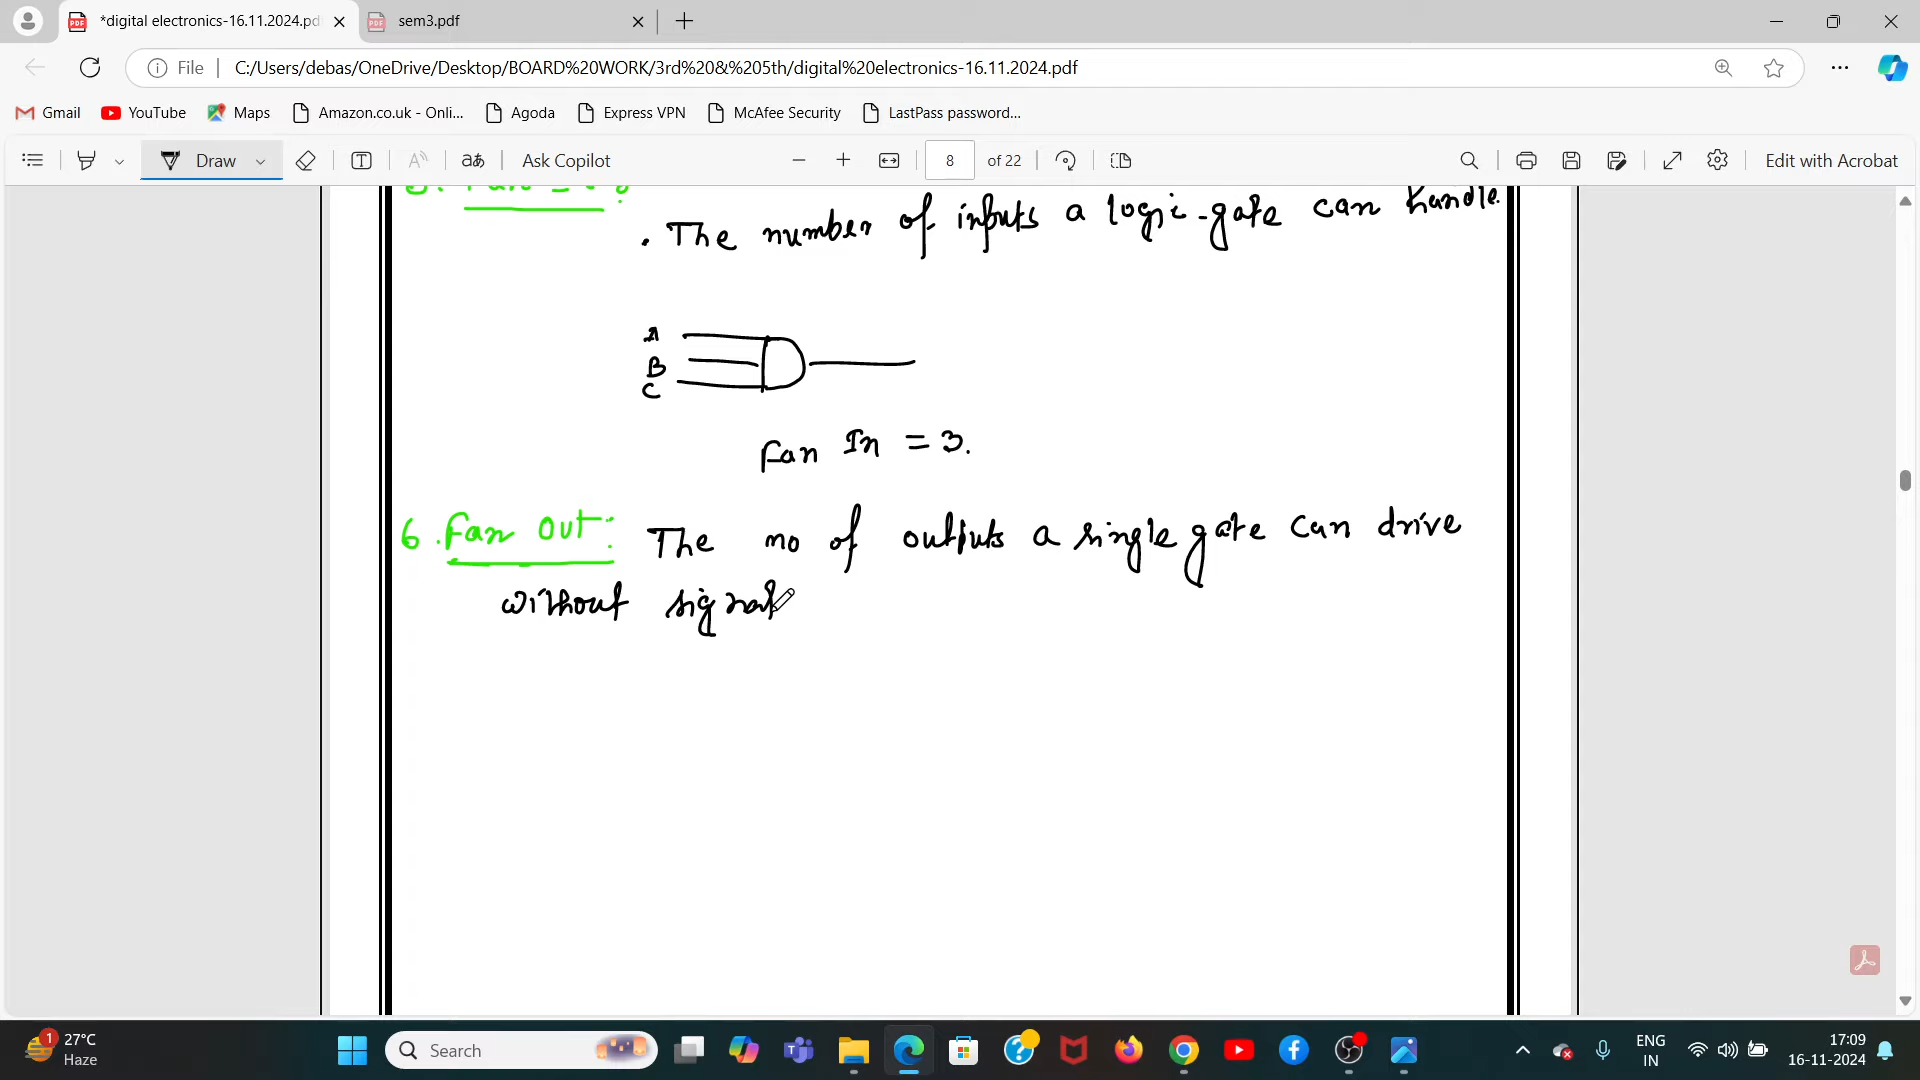 *digital electronics-16.11.2024.pd
sem3.pdf
File
C:/Users/debas/OneDrive/Desktop/BOARD%20WORK/3rd%20&%205th/digital%20electronics-16.11.2024.pdf
Gmail YouTube Maps Amazon.co.uk - Onli... Agoda Express VPN McAfee Security LastPass password...
Draw aあ Ask Copilot 8 of 22 Edit with Acrobat
. The number of inputs a logic-gate can handle.
A
B
C
Fan In = 3.
6. Fan Out: The no of outputs a single gate can drive
without signal
1 27°C
Haze
Search
ENG
IN
17:09
16-11-2024